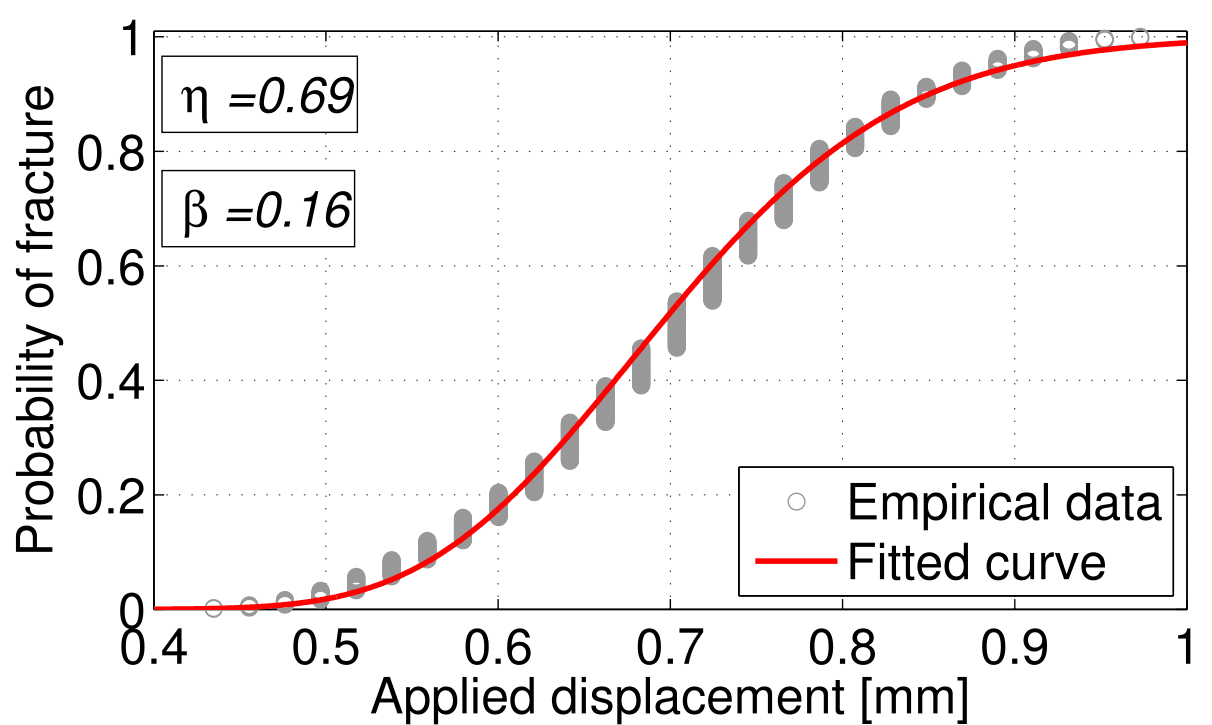 η =0.69
β =0.16
Probability of fracture
1
0.8
0.6
0.4
0.2
0
0.4 0.5 0.6 0.7 0.8 0.9 1
Applied displacement [mm]
Empirical data
Fitted curve